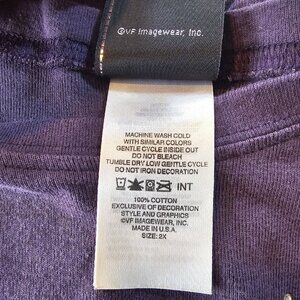 ©VF Imagewear, Inc.
MACHINE WASH COLD
WITH SIMILAR COLORS
GENTLE CYCLE INSIDE OUT
DO NOT BLEACH
TUMBLE DRY LOW GENTLE CYCLE
DO NOT IRON DECORATION
INT
100% COTTON
EXCLUSIVE OF DECORATION
STYLE AND GRAPHICS
©VF IMAGEWEAR, INC.
MADE IN U.S.A.
SIZE: 2X